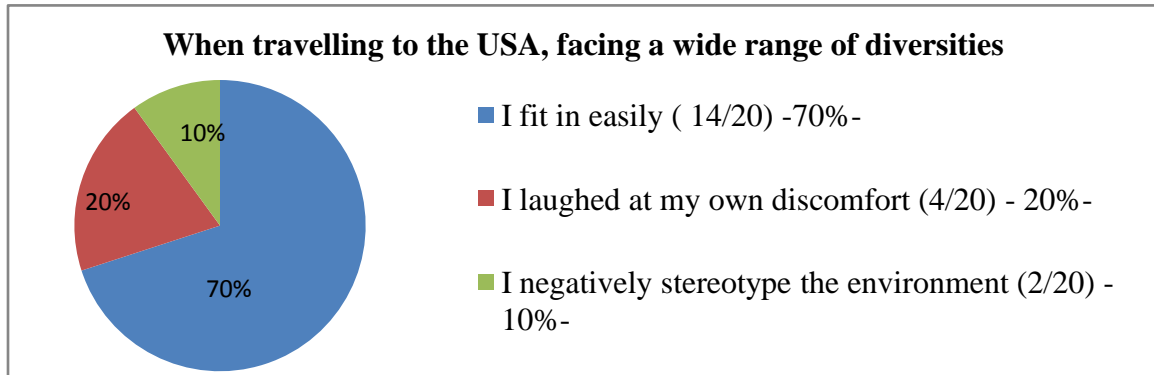 When travelling to the USA, facing a wide range of diversities
10%
20%
70%
I fit in easily ( 14/20) -70%-
I laughed at my own discomfort (4/20) - 20%-
I negatively stereotype the environment (2/20) -
10%-